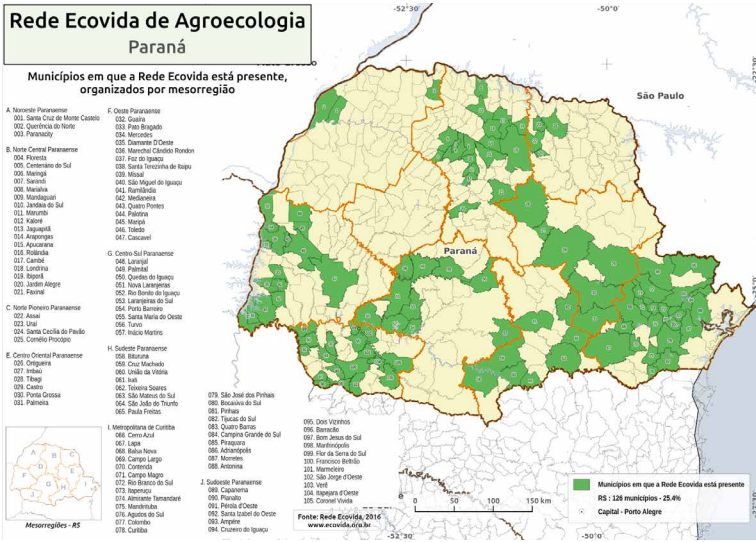 Rede Ecovida de Agroecologia
Paraná
Municípios em que a Rede Ecovida está presente,
organizados por mesorregião
A. Noroeste Paranaense
001. Santa Cruz de Monte Castelo
002. Querência do Norte
003. Paranacity
B. Norte Central Paranaense
004. Floresta
005. Centenário do Sul
006. Maringá
007. Sarandi
008. Marialva
009. Mandaguari
010. Jandaia do Sul
011. Marumbi
012. Kaloré
013. Jaguapitã
014. Arapongas
015. Apucarana
016. Rolândia
017. Cambé
018. Londrina
019. Ibiporã
020. Jardim Alegre
021. Faxinal
C. Norte Pioneiro Paranaense
022. Assaí
023. Uraí
024. Santa Cecília do Pavão
025. Cornélio Procópio
E. Centro Oriental Paranaense
026. Ortigueira
027. Imbaú
028. Tibagi
029. Castro
030. Ponta Grossa
031. Palmeira
F. Oeste Paranaense
032. Guaíra
033. Pato Bragado
034. Mercedes
035. Diamante D'Oeste
036. Marechal Cândido Rondon
037. Foz do Iguaçu
038. Santa Terezinha de Itaipu
039. Missal
040. São Miguel do Iguaçu
041. Ramilândia
042. Medianeira
043. Quatro Pontes
044. Palotina
045. Maripá
046. Toledo
047. Cascavel
G. Centro-Sul Paranaense
048. Laranjal
049. Palmital
050. Quedas do Iguaçu
051. Nova Laranjeiras
052. Rio Bonito do Iguaçu
053. Laranjeiras do Sul
054. Porto Barreiro
055. Santa Maria do Oeste
056. Turvo
057. Inácio Martins
H. Sudeste Paranaense
058. Bituruna
059. Cruz Machado
060. União da Vitória
061. Irati
062. Teixeira Soares
063. São Mateus do Sul
064. São João do Triunfo
065. Paula Freitas
I. Metropolitana de Curitiba
066. Cerro Azul
067. Lapa
068. Balsa Nova
069. Campo Largo
070. Contenda
071. Campo Magro
072. Rio Branco do Sul
073. Itaperuçu
074. Almirante Tamandaré
075. Mandirituba
076. Agudos do Sul
077. Colombo
078. Curitiba
079. São José dos Pinhais
080. Bocaiúva do Sul
081. Pinhais
082. Tijucas do Sul
083. Quatro Barras
084. Campina Grande do Sul
085. Piraquara
086. Adrianópolis
087. Morretes
088. Antonina
J. Sudoeste Paranaense
089. Capanema
090. Planalto
091. Pérola d'Oeste
092. Santa Izabel do Oeste
093. Ampére
094. Cruzeiro do Iguaçu
095. Dois Vizinhos
096. Barracão
097. Bom Jesus do Sul
098. Manfrinópolis
099. Flor da Serra do Sul
100. Francisco Beltrão
101. Marmeleiro
102. São Jorge d'Oeste
103. Verê
104. Itapejara d'Oeste
105. Coronel Vivida
Fonte: Rede Ecovida, 2016
www.ecovida.org.br
Mesorregiões - RS
A
B
C
D
E
F
G
H
I
J
-52°30'
-50°0'
São Paulo
Paraná
0 50 100 150 km
Municípios em que a Rede Ecovida está presente
RS : 126 municípios - 25.4%
Capital - Porto Alegre
-52°30'
-50°0'